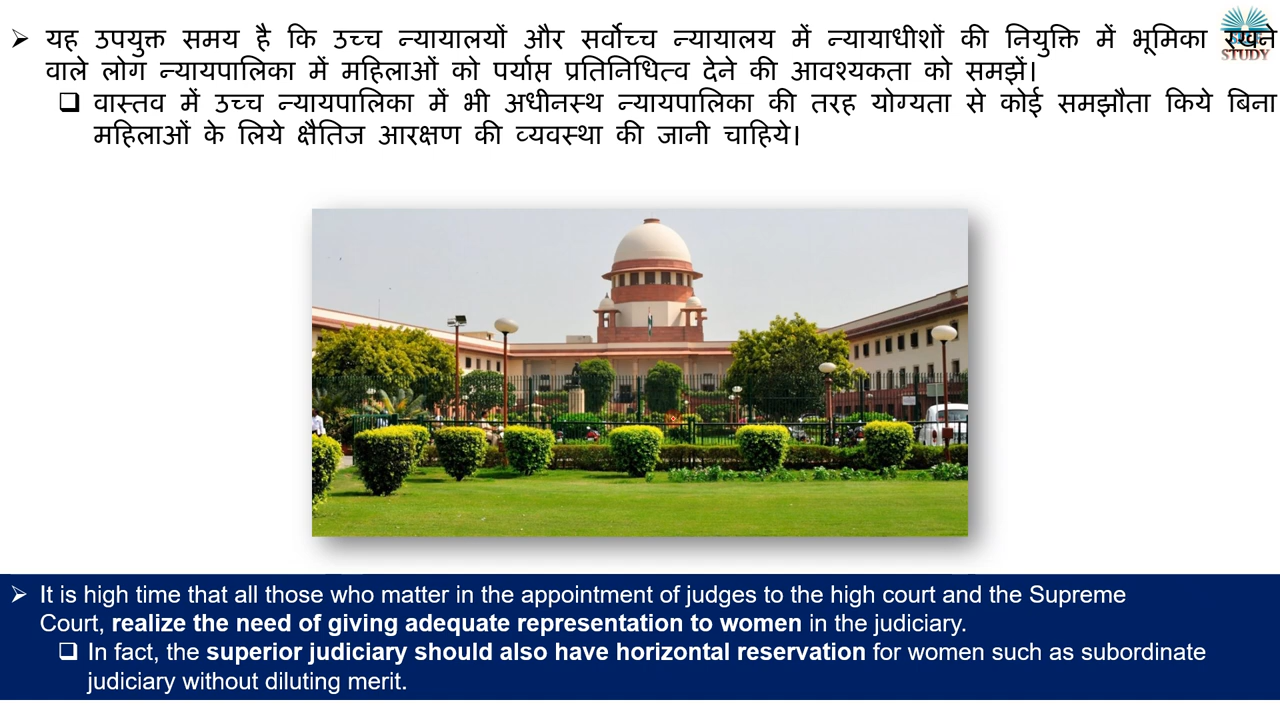 ➢ यह उपयुक्त समय है कि उच्च न्यायालयों और सर्वोच्च न्यायालय में न्यायाधीशों की नियुक्ति में भूमिका रखने
वाले लोग न्यायपालिका में महिलाओं को पर्याप्त प्रतिनिधित्व देने की आवश्यकता को समझें।
❑ वास्तव में उच्च न्यायपालिका में भी अधीनस्थ न्यायपालिका की तरह योग्यता से कोई समझौता किये बिना
महिलाओं के लिये क्षैतिज आरक्षण की व्यवस्था की जानी चाहिये।
STUDY
➢ It is high time that all those who matter in the appointment of judges to the high court and the Supreme
Court, realize the need of giving adequate representation to women in the judiciary.
❑ In fact, the superior judiciary should also have horizontal reservation for women such as subordinate
judiciary without diluting merit.